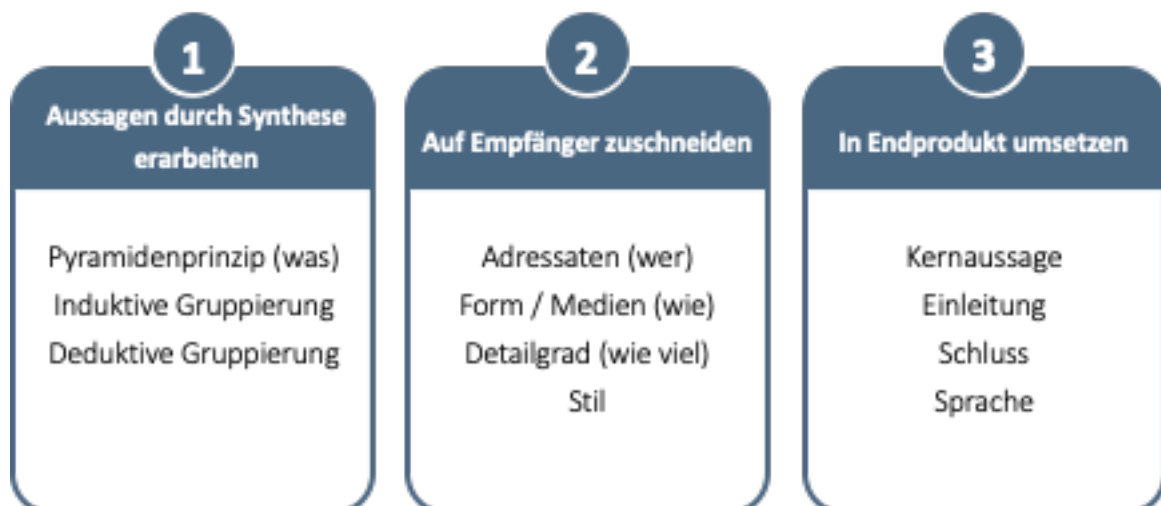 1
Aussagen durch Synthese
erarbeiten
Pyramidenprinzip (was)
Induktive Gruppierung
Deduktive Gruppierung
2
Auf Empfänger zuschneiden
Adressaten (wer)
Form / Medien (wie)
Detailgrad (wie viel)
Stil
3
In Endprodukt umsetzen
Kernaussage
Einleitung
Schluss
Sprache